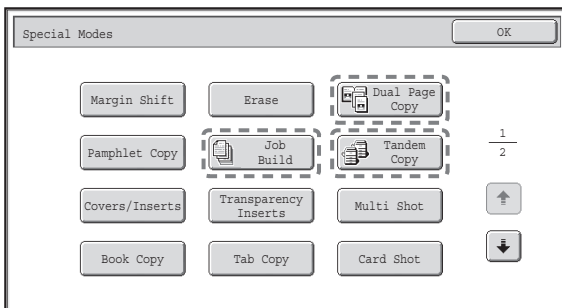 Special Modes
OK
Margin Shift
Erase
Dual Page
Copy
Pamphlet Copy
Job
Build
Tandem
Copy
1
2
Covers/Inserts
Transparency
Inserts
Multi Shot
Book Copy
Tab Copy
Card Shot